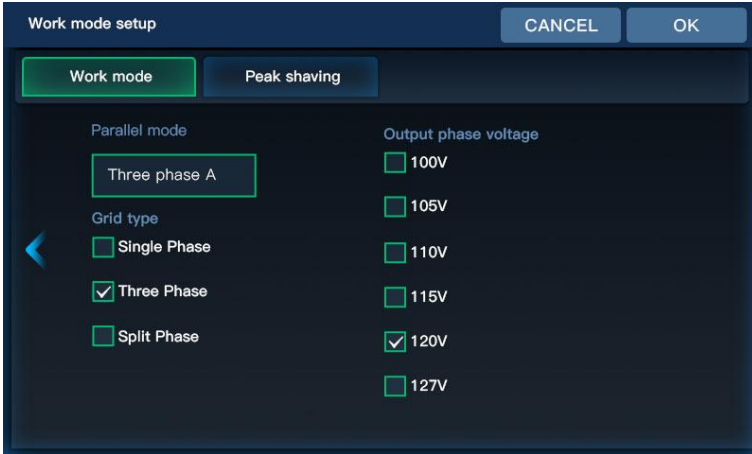 Work mode setup
CANCEL
OK
Work mode
Peak shaving
Parallel mode
Three phase A
Grid type
Single Phase
Three Phase
Split Phase
Output phase voltage
100V
105V
110V
115V
120V
127V